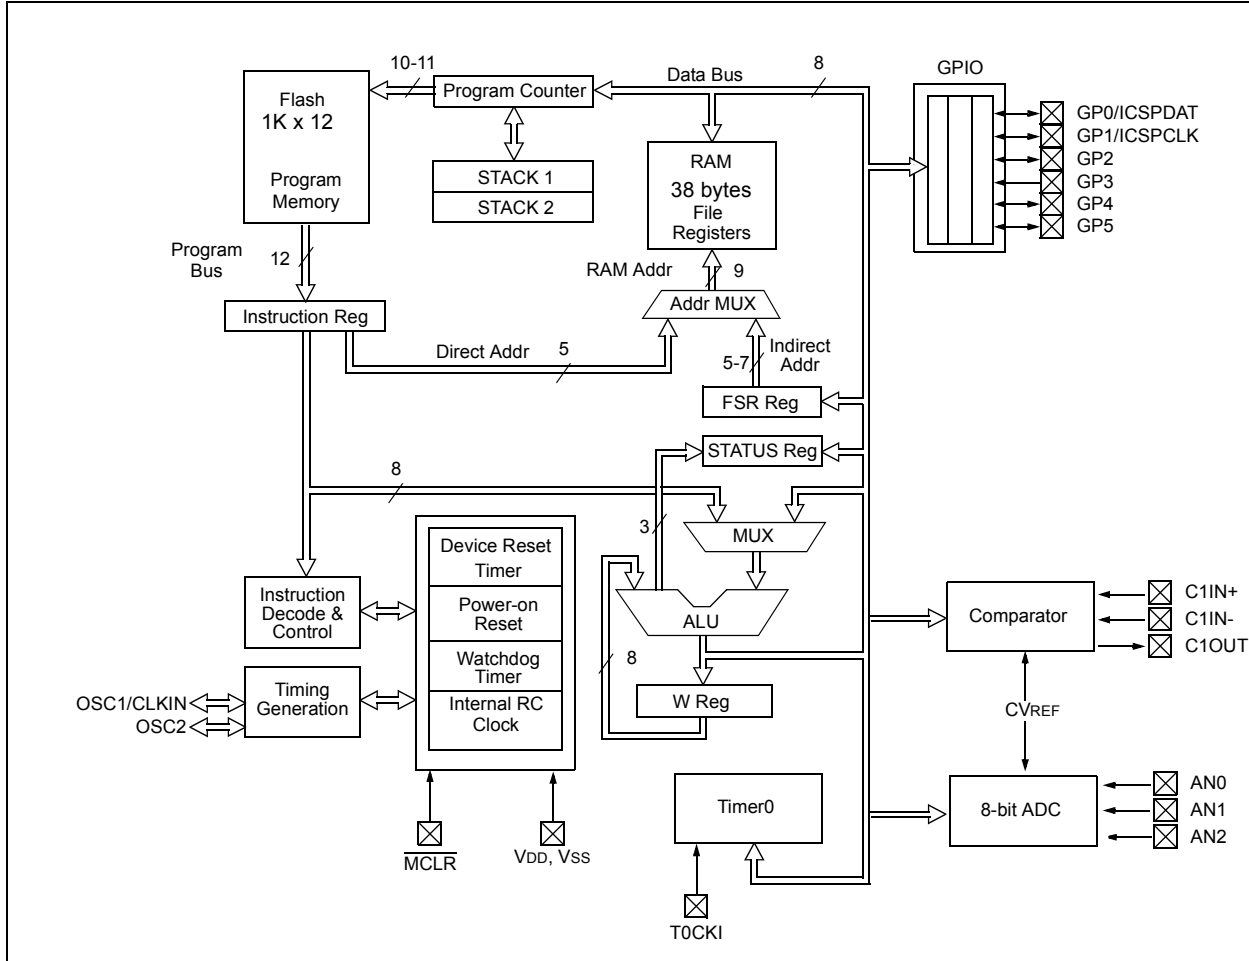 10-11
Data Bus
8
GPIO
Flash
1K x 12
Program
Memory
Program Counter
STACK 1
STACK 2
RAM
38 bytes
File
Registers
GP0/ICSPDAT
GP1/ICSPCLK
GP2
GP3
GP4
GP5
Program
Bus
12
RAM Addr
9
Addr MUX
Instruction Reg
Direct Addr
5
5-7
Indirect
Addr
FSR Reg
STATUS Reg
8
3
MUX
Device Reset
Timer
Power-on
Reset
Watchdog
Timer
Internal RC
Clock
Instruction
Decode &
Control
ALU
8
W Reg
Comparator
C1IN+
C1IN-
C1OUT
OSC1/CLKIN
OSC2
Timing
Generation
CVREF
MCLR
VDD, VSS
Timer0
T0CKI
8-bit ADC
AN0
AN1
AN2